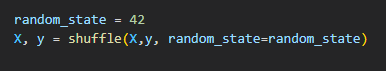 random_state = 42
X, y = shuffle(X,y, random_state=random_state)